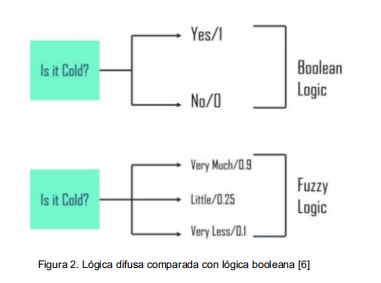 Yes/1
Is it Cold?
Boolean
Logic
No/0
Very Much/0.9
Is it Cold?
Little/0.25
Fuzzy
Logic
Very Less/0.1
Figura 2. Lógica difusa comparada con lógica booleana [6]